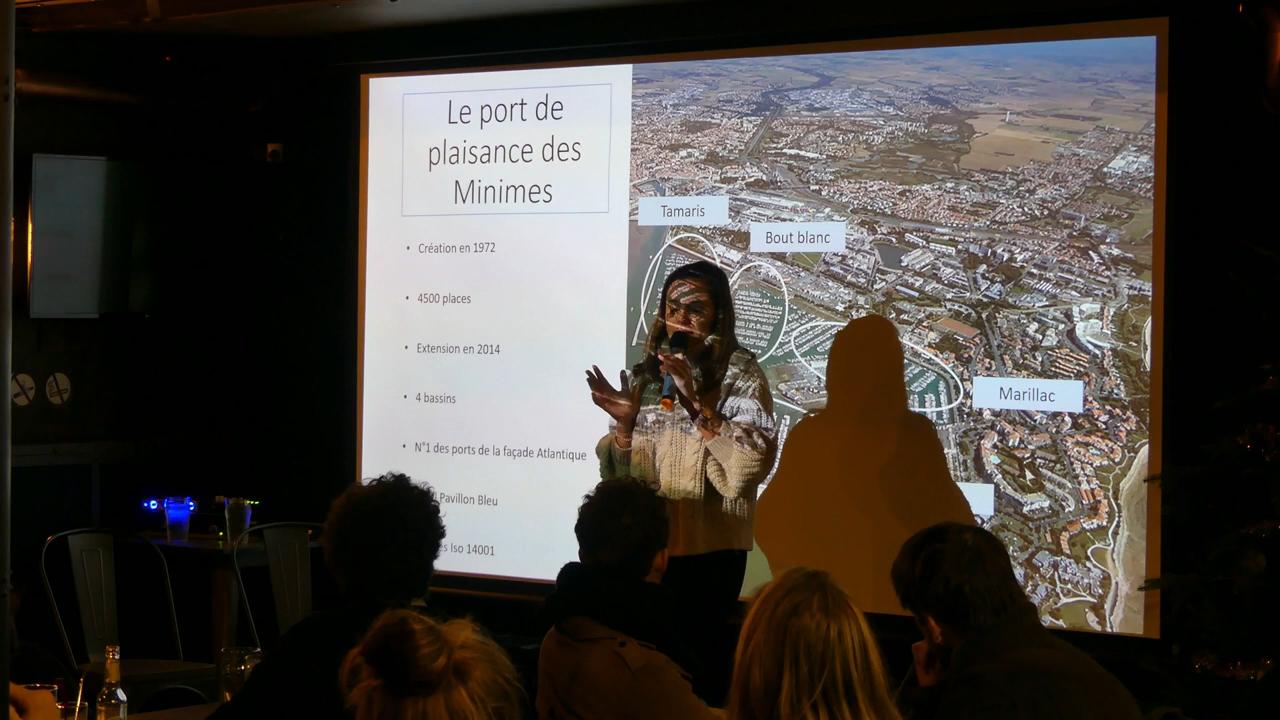 Le port de
plaisance des
Minimes
• Création en 1972
• 4500 places
• Extension en 2014
• 4 bassins
• N°1 des ports de la façade Atlantique
Pavillon Bleu
Iso 14001
Tamaris
Bout blanc
Marillac